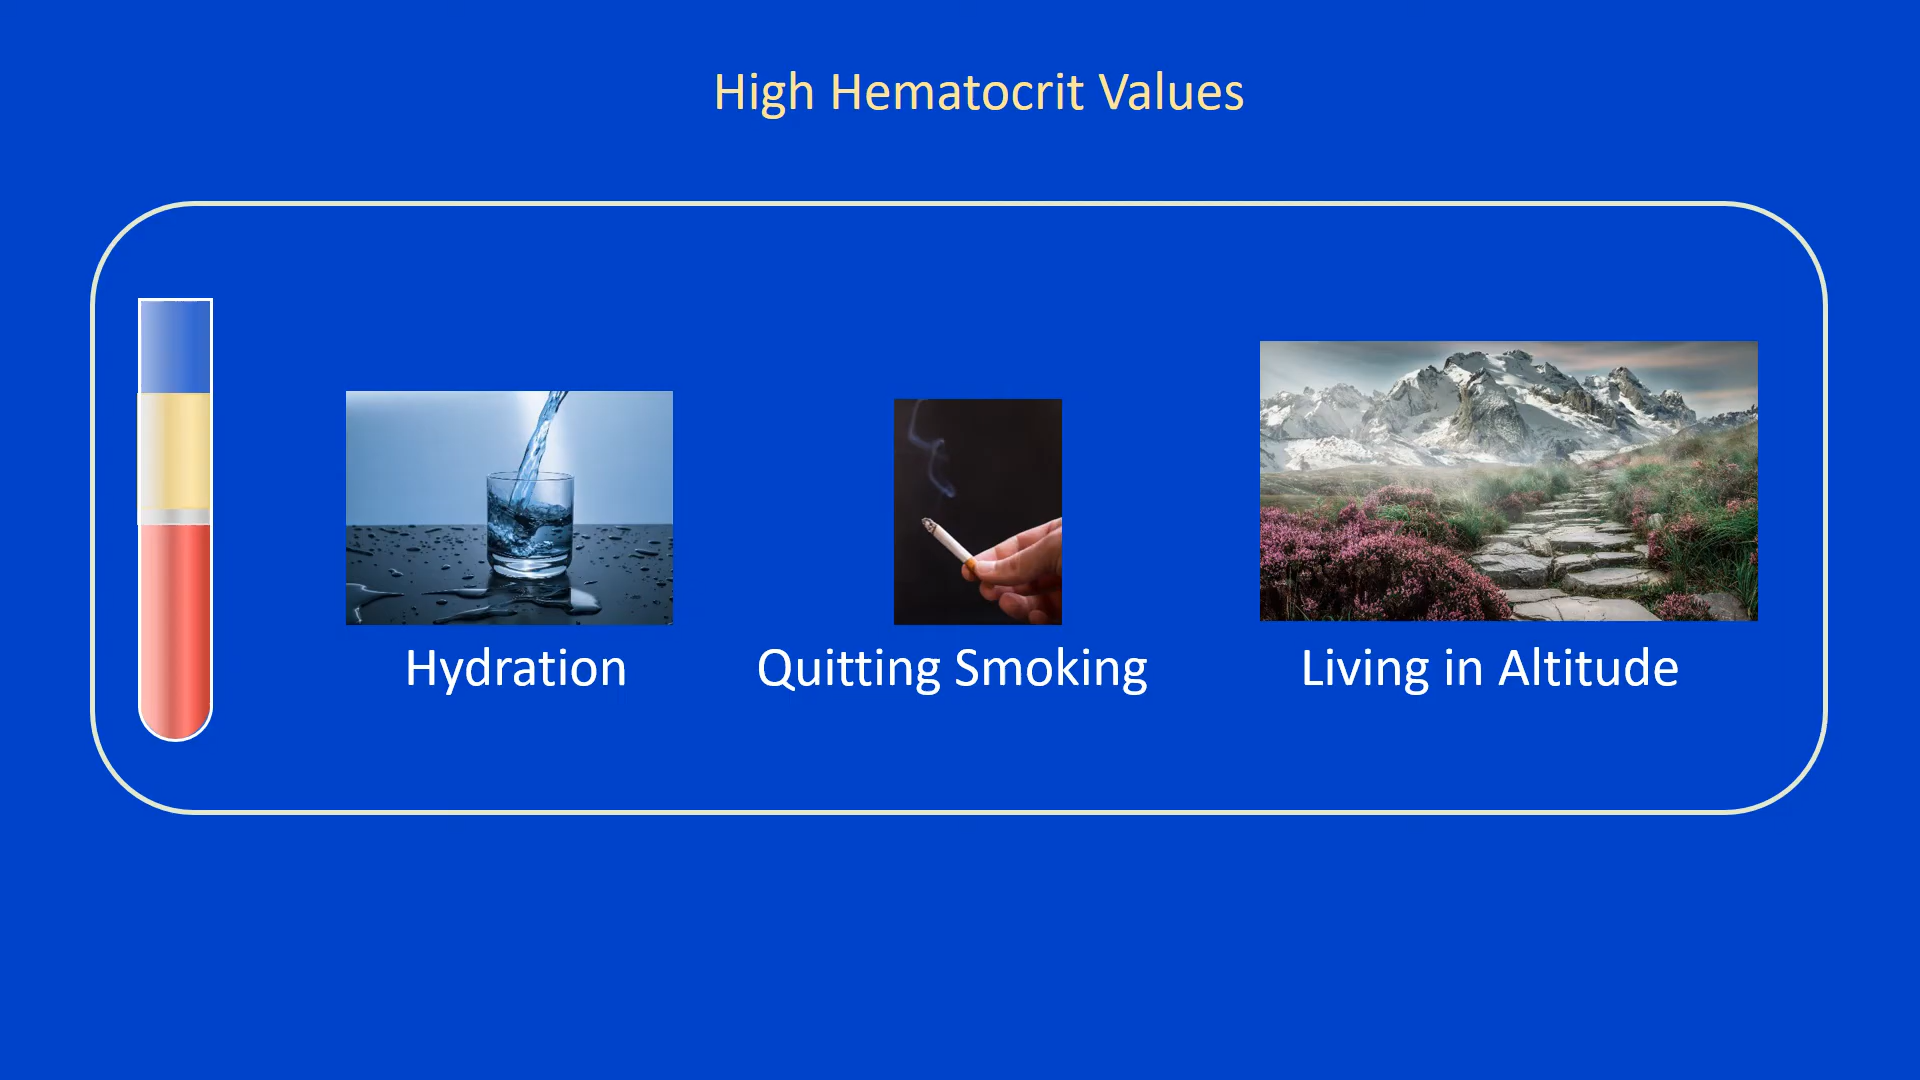 High Hematocrit Values
Hydration
Quitting Smoking
Living in Altitude